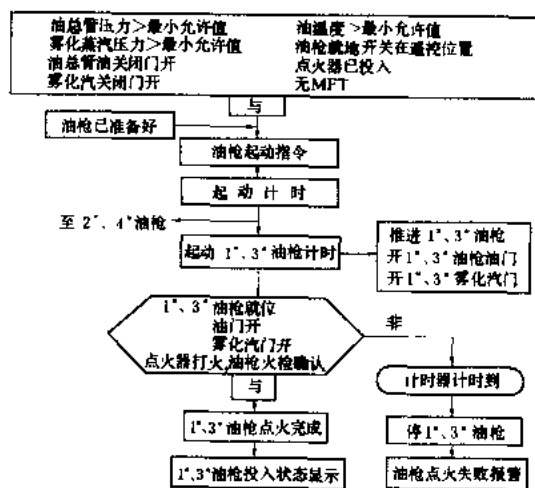 油总管压力>最小允许值
雾化蒸汽压力>最小允许值
油总管油关闭门开
雾化汽关闭门开
油温度>最小允许值
油枪就地开关在遥控位置
点火器已投入
无MFT
与
油枪已准备好
油枪起动指令
起动计时
至2#、4#油枪
起动 1#、3#油枪计时
推进1#、3#油枪
开1#、3#油枪油门
开1#、3#雾化汽门
1#、3#油枪就位
油门开
雾化汽门开
点火器打火,油枪火检确认
非
与
计时器计时到
1#、3#油枪点火完成
停1#、3#油枪
1#、3#油枪投入状态显示
油枪点火失败报警